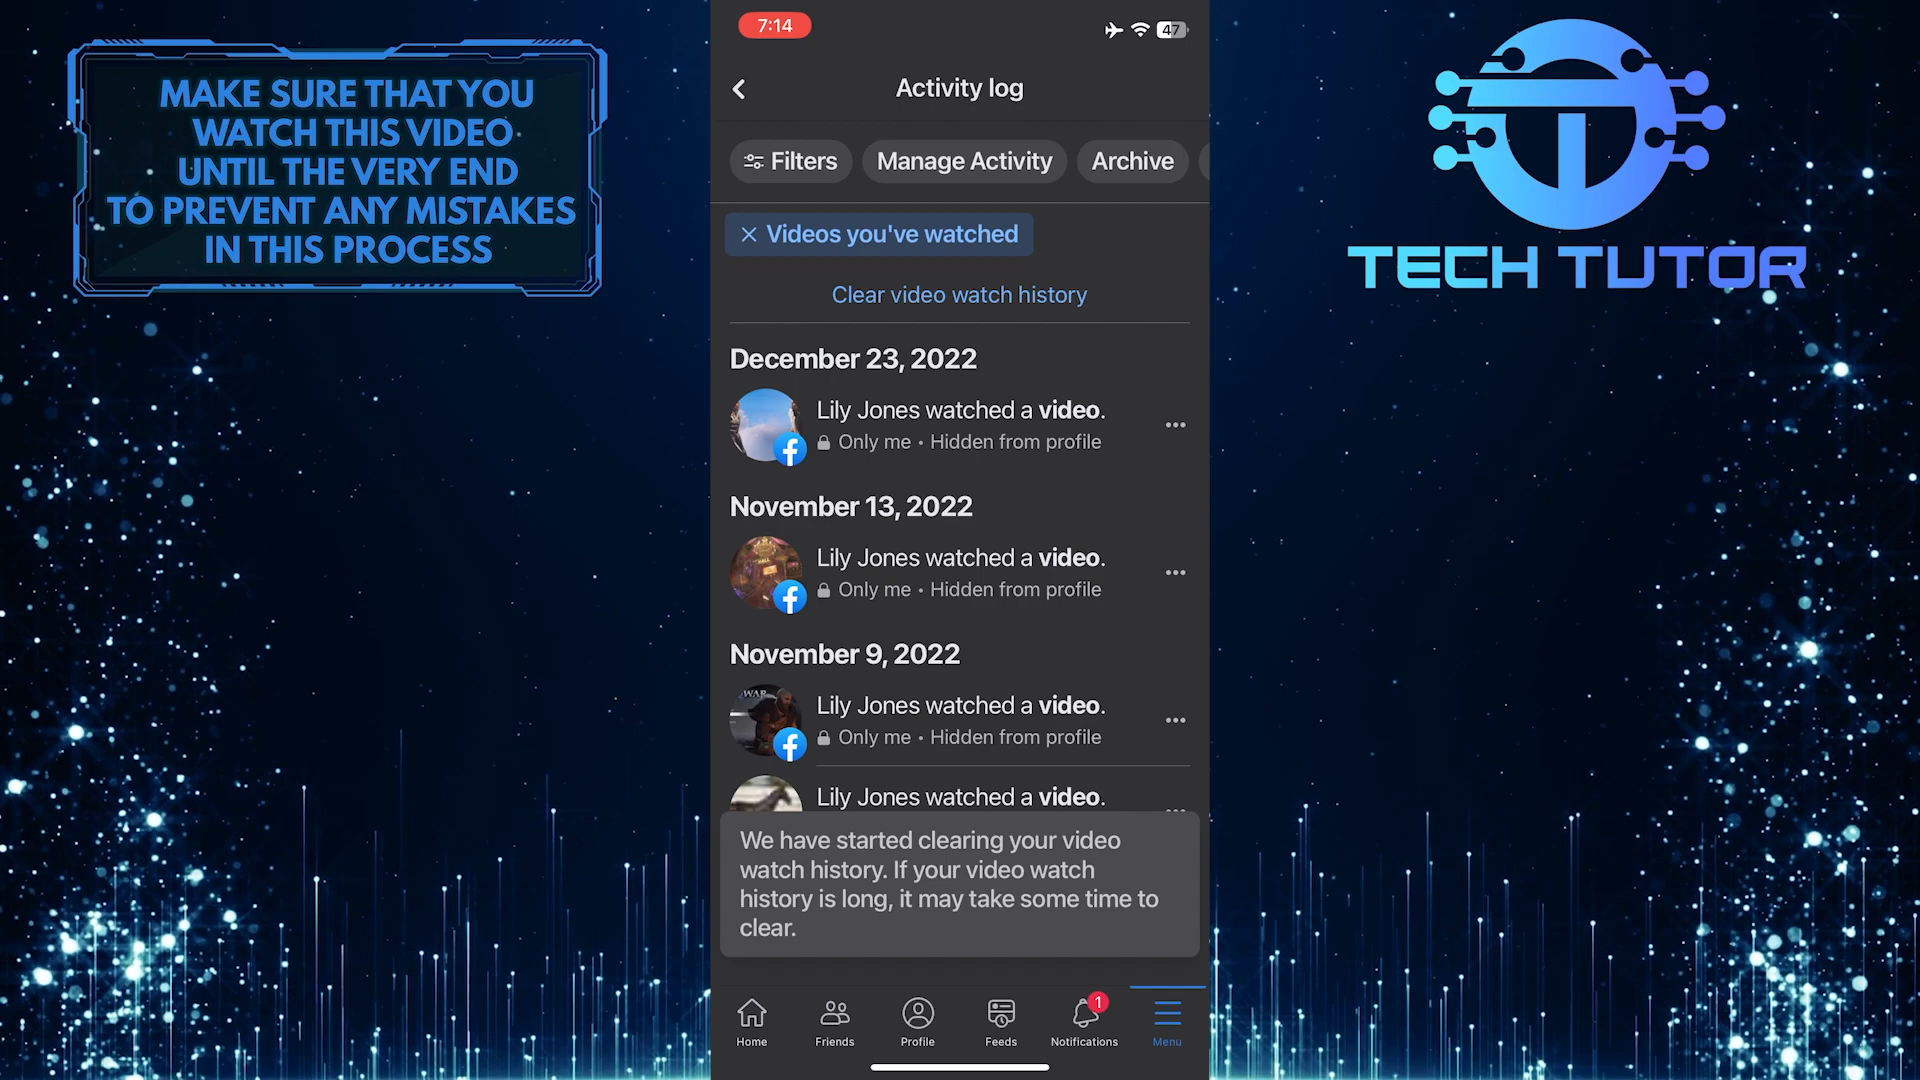 MAKE SURE THAT YOU
WATCH THIS VIDEO
UNTIL THE VERY END
TO PREVENT ANY MISTAKES
IN THIS PROCESS
7:14
47
Activity log
Filters
Manage Activity
Archive
Videos you've watched
Clear video watch history
December 23, 2022
Lily Jones watched a video.
Only me • Hidden from profile
November 13, 2022
Lily Jones watched a video.
Only me • Hidden from profile
November 9, 2022
WAR
Lily Jones watched a video.
Only me • Hidden from profile
Lily Jones watched a video.
We have started clearing your video
watch history. If your video watch
history is long, it may take some time to
clear.
1
Home
Friends
Profile
Feeds
Notifications
Menu
TECH TUTOR